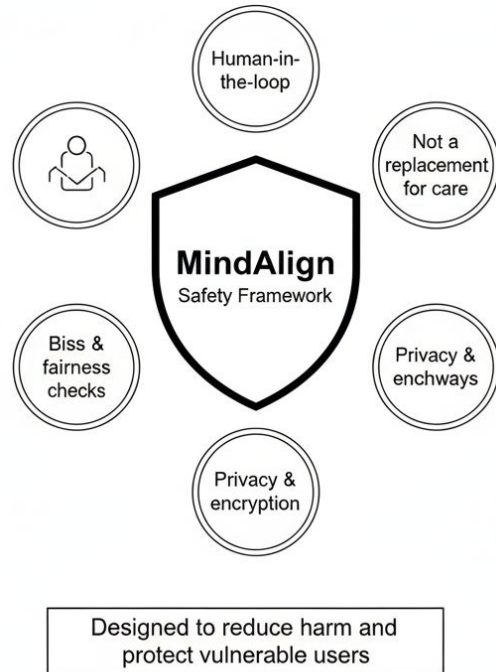 Human-in-
the-loop
Not a
replacement
for care
MindAlign
Safety Framework
Biss &
fairness
checks
Privacy &
enchways
Privacy &
encryption
Designed to reduce harm and
protect vulnerable users